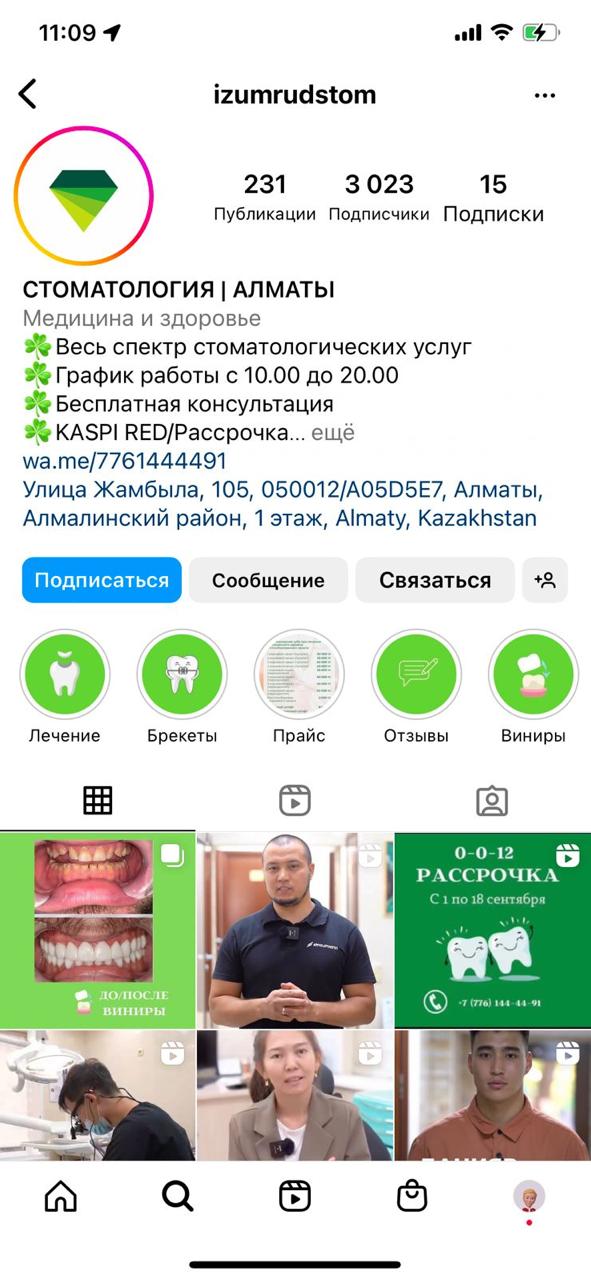 11:09
izumrudstom
231 3 023 15
Публикации Подписчики Подписки
СТОМАТОЛОГИЯ | АЛМАТЫ
Медицина и здоровье
Весь спектр стоматологических услуг
График работы с 10.00 до 20.00
Бесплатная консультация
KASPI RED/Рассрочка... ещё
wa.me/7761444491
Улица Жамбыла, 105, 050012/A05D5E7, Алматы,
Алмалинский район, 1 этаж, Almaty, Kazakhstan
Подписаться Сообщение Связаться
Лечение Брекеты Прайс Отзывы Виниры
ДО/ПОСЛЕ
ВИНИРЫ
0-0-12
РАССРОЧКА
С 1 по 18 сентября
+7 (776) 144-44-91